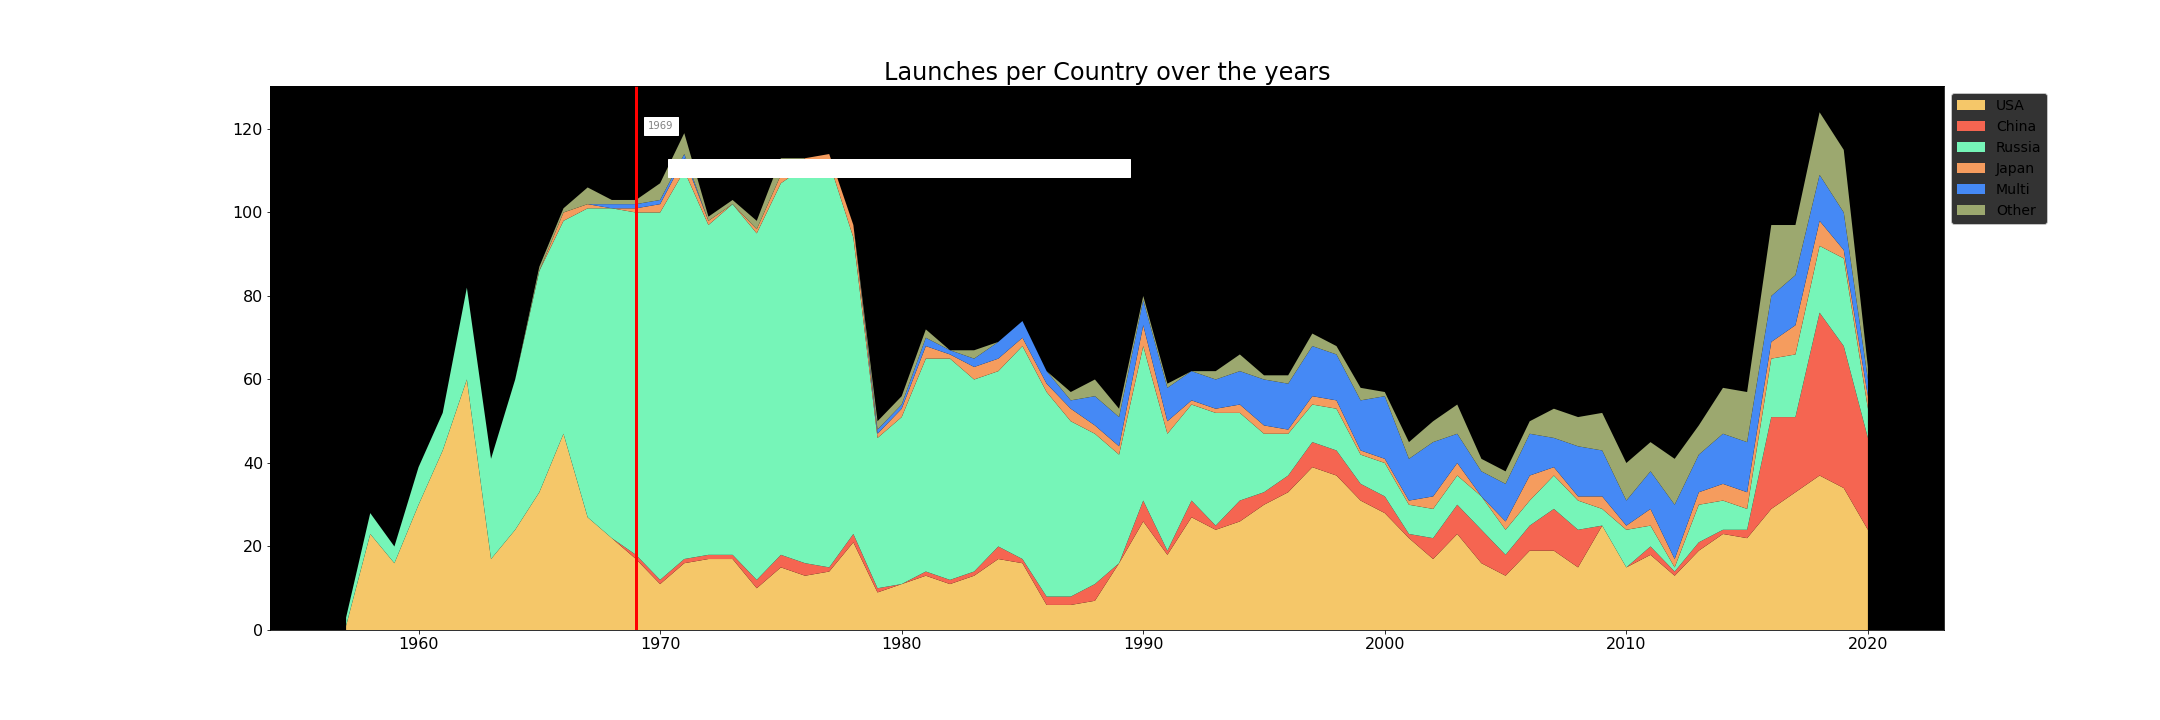 Launches per Country over the years
120
100
80
60
40
20
0
1969
USA
China
Russia
Japan
Multi
Other
1960 1970 1980 1990 2000 2010 2020